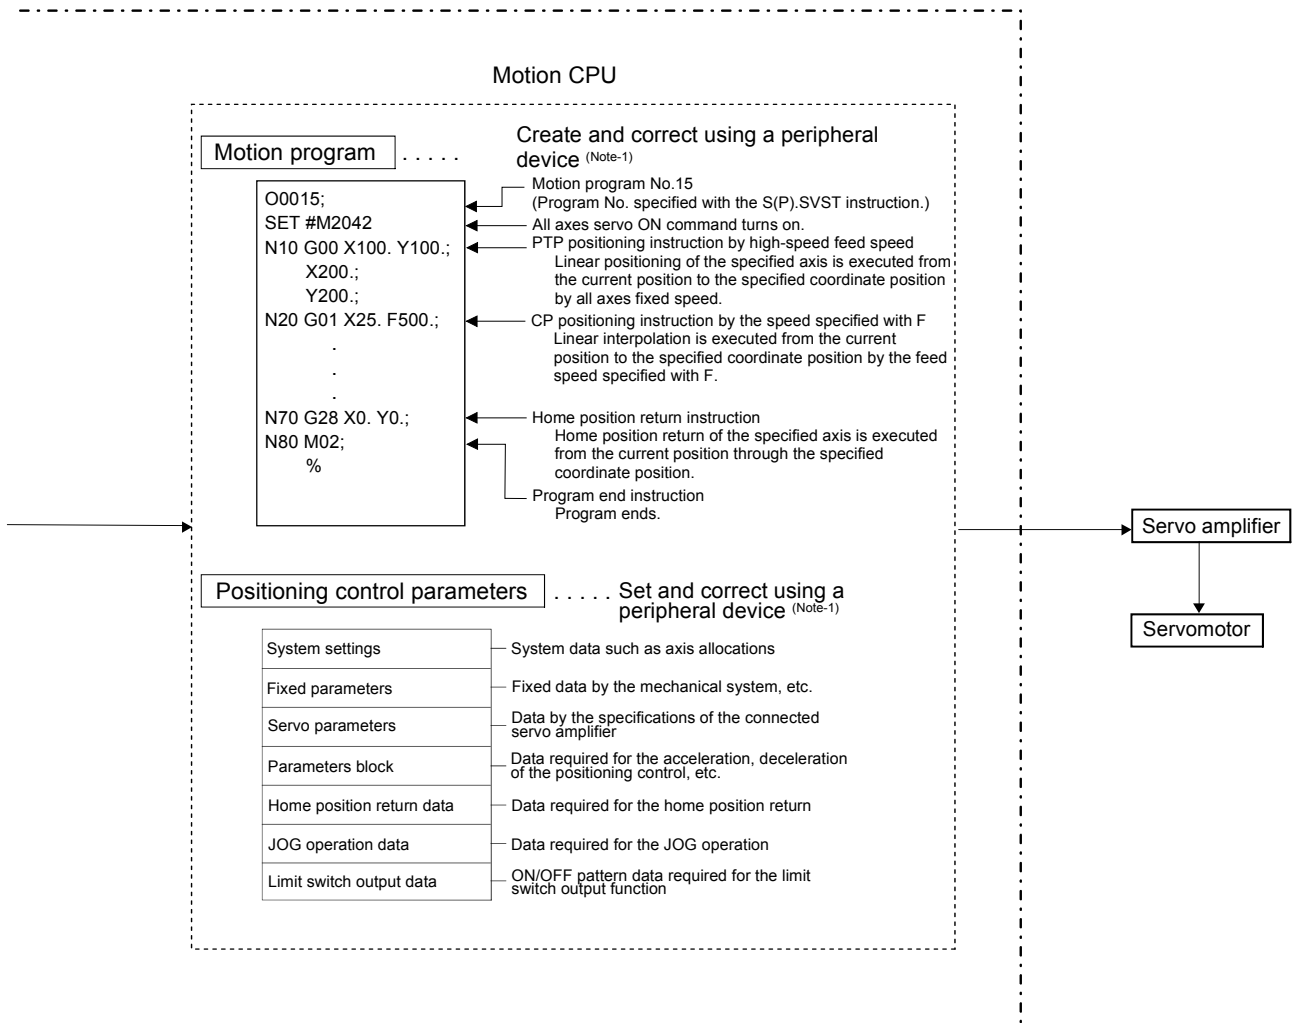 Motion CPU
Motion program . . . . .
Create and correct using a peripheral
device (Note-1)
O0015;
SET #M2042
N10 G00 X100. Y100.;
X200.;
Y200.;
N20 G01 X25. F500.;
.
.
.
N70 G28 X0. Y0.;
N80 M02;
%
Motion program No.15
(Program No. specified with the S(P).SVST instruction.)
All axes servo ON command turns on.
PTP positioning instruction by high-speed feed speed
Linear positioning of the specified axis is executed from
the current position to the specified coordinate position
by all axes fixed speed.
CP positioning instruction by the speed specified with F
Linear interpolation is executed from the current
position to the specified coordinate position by the feed
speed specified with F.
Home position return instruction
Home position return of the specified axis is executed
from the current position through the specified
coordinate position.
Program end instruction
Program ends.
Servo amplifier
Servomotor
Positioning control parameters . . . . . Set and correct using a
peripheral device (Note-1)
System settings
System data such as axis allocations
Fixed parameters
Fixed data by the mechanical system, etc.
Servo parameters
Data by the specifications of the connected
servo amplifier
Parameters block
Data required for the acceleration, deceleration
of the positioning control, etc.
Home position return data
Data required for the home position return
JOG operation data
Data required for the JOG operation
Limit switch output data
ON/OFF pattern data required for the limit
switch output function